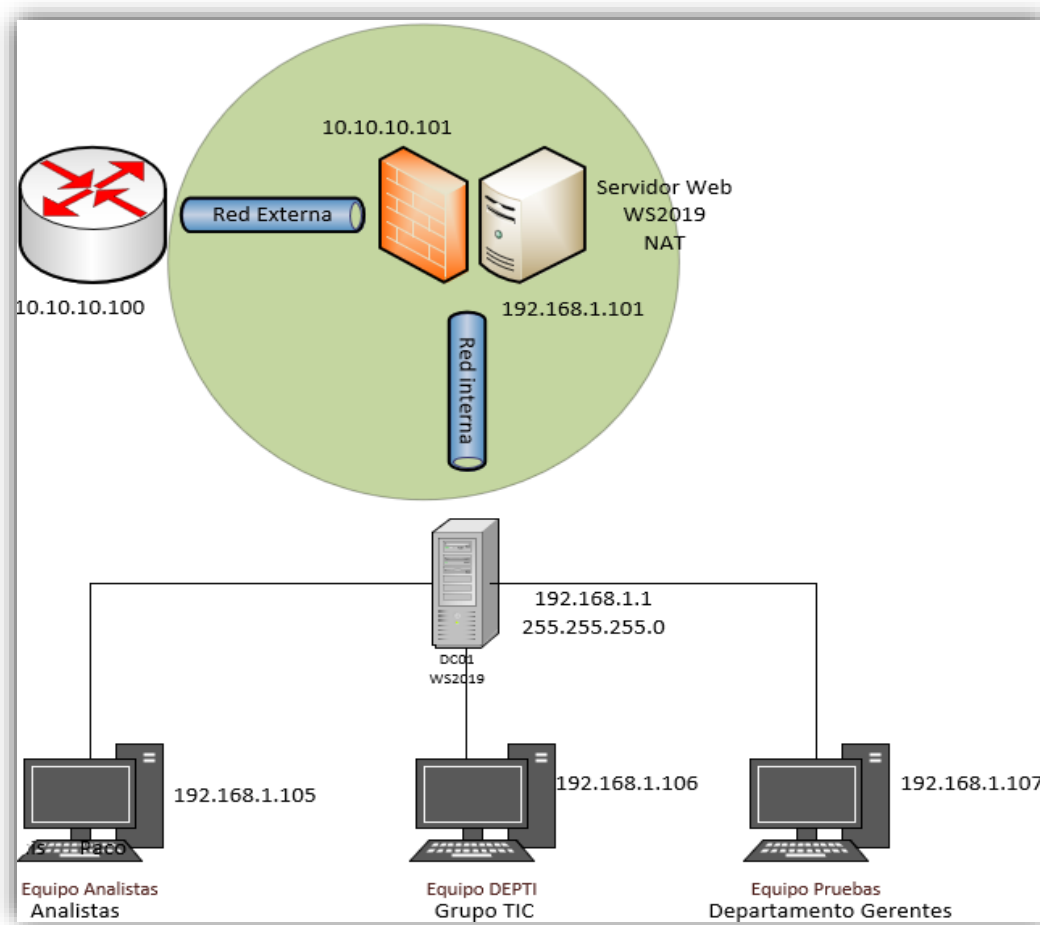 10.10.10.101
Servidor Web
WS2019
NAT
Red Externa
10.10.10.100
192.168.1.101
Red interna
192.168.1.1
255.255.255.0
DC01
WS2019
192.168.1.105
192.168.1.106
192.168.1.107
Paco
Equipo Analistas
Analistas
Equipo DEPTI
Grupo TIC
Equipo Pruebas
Departamento Gerentes